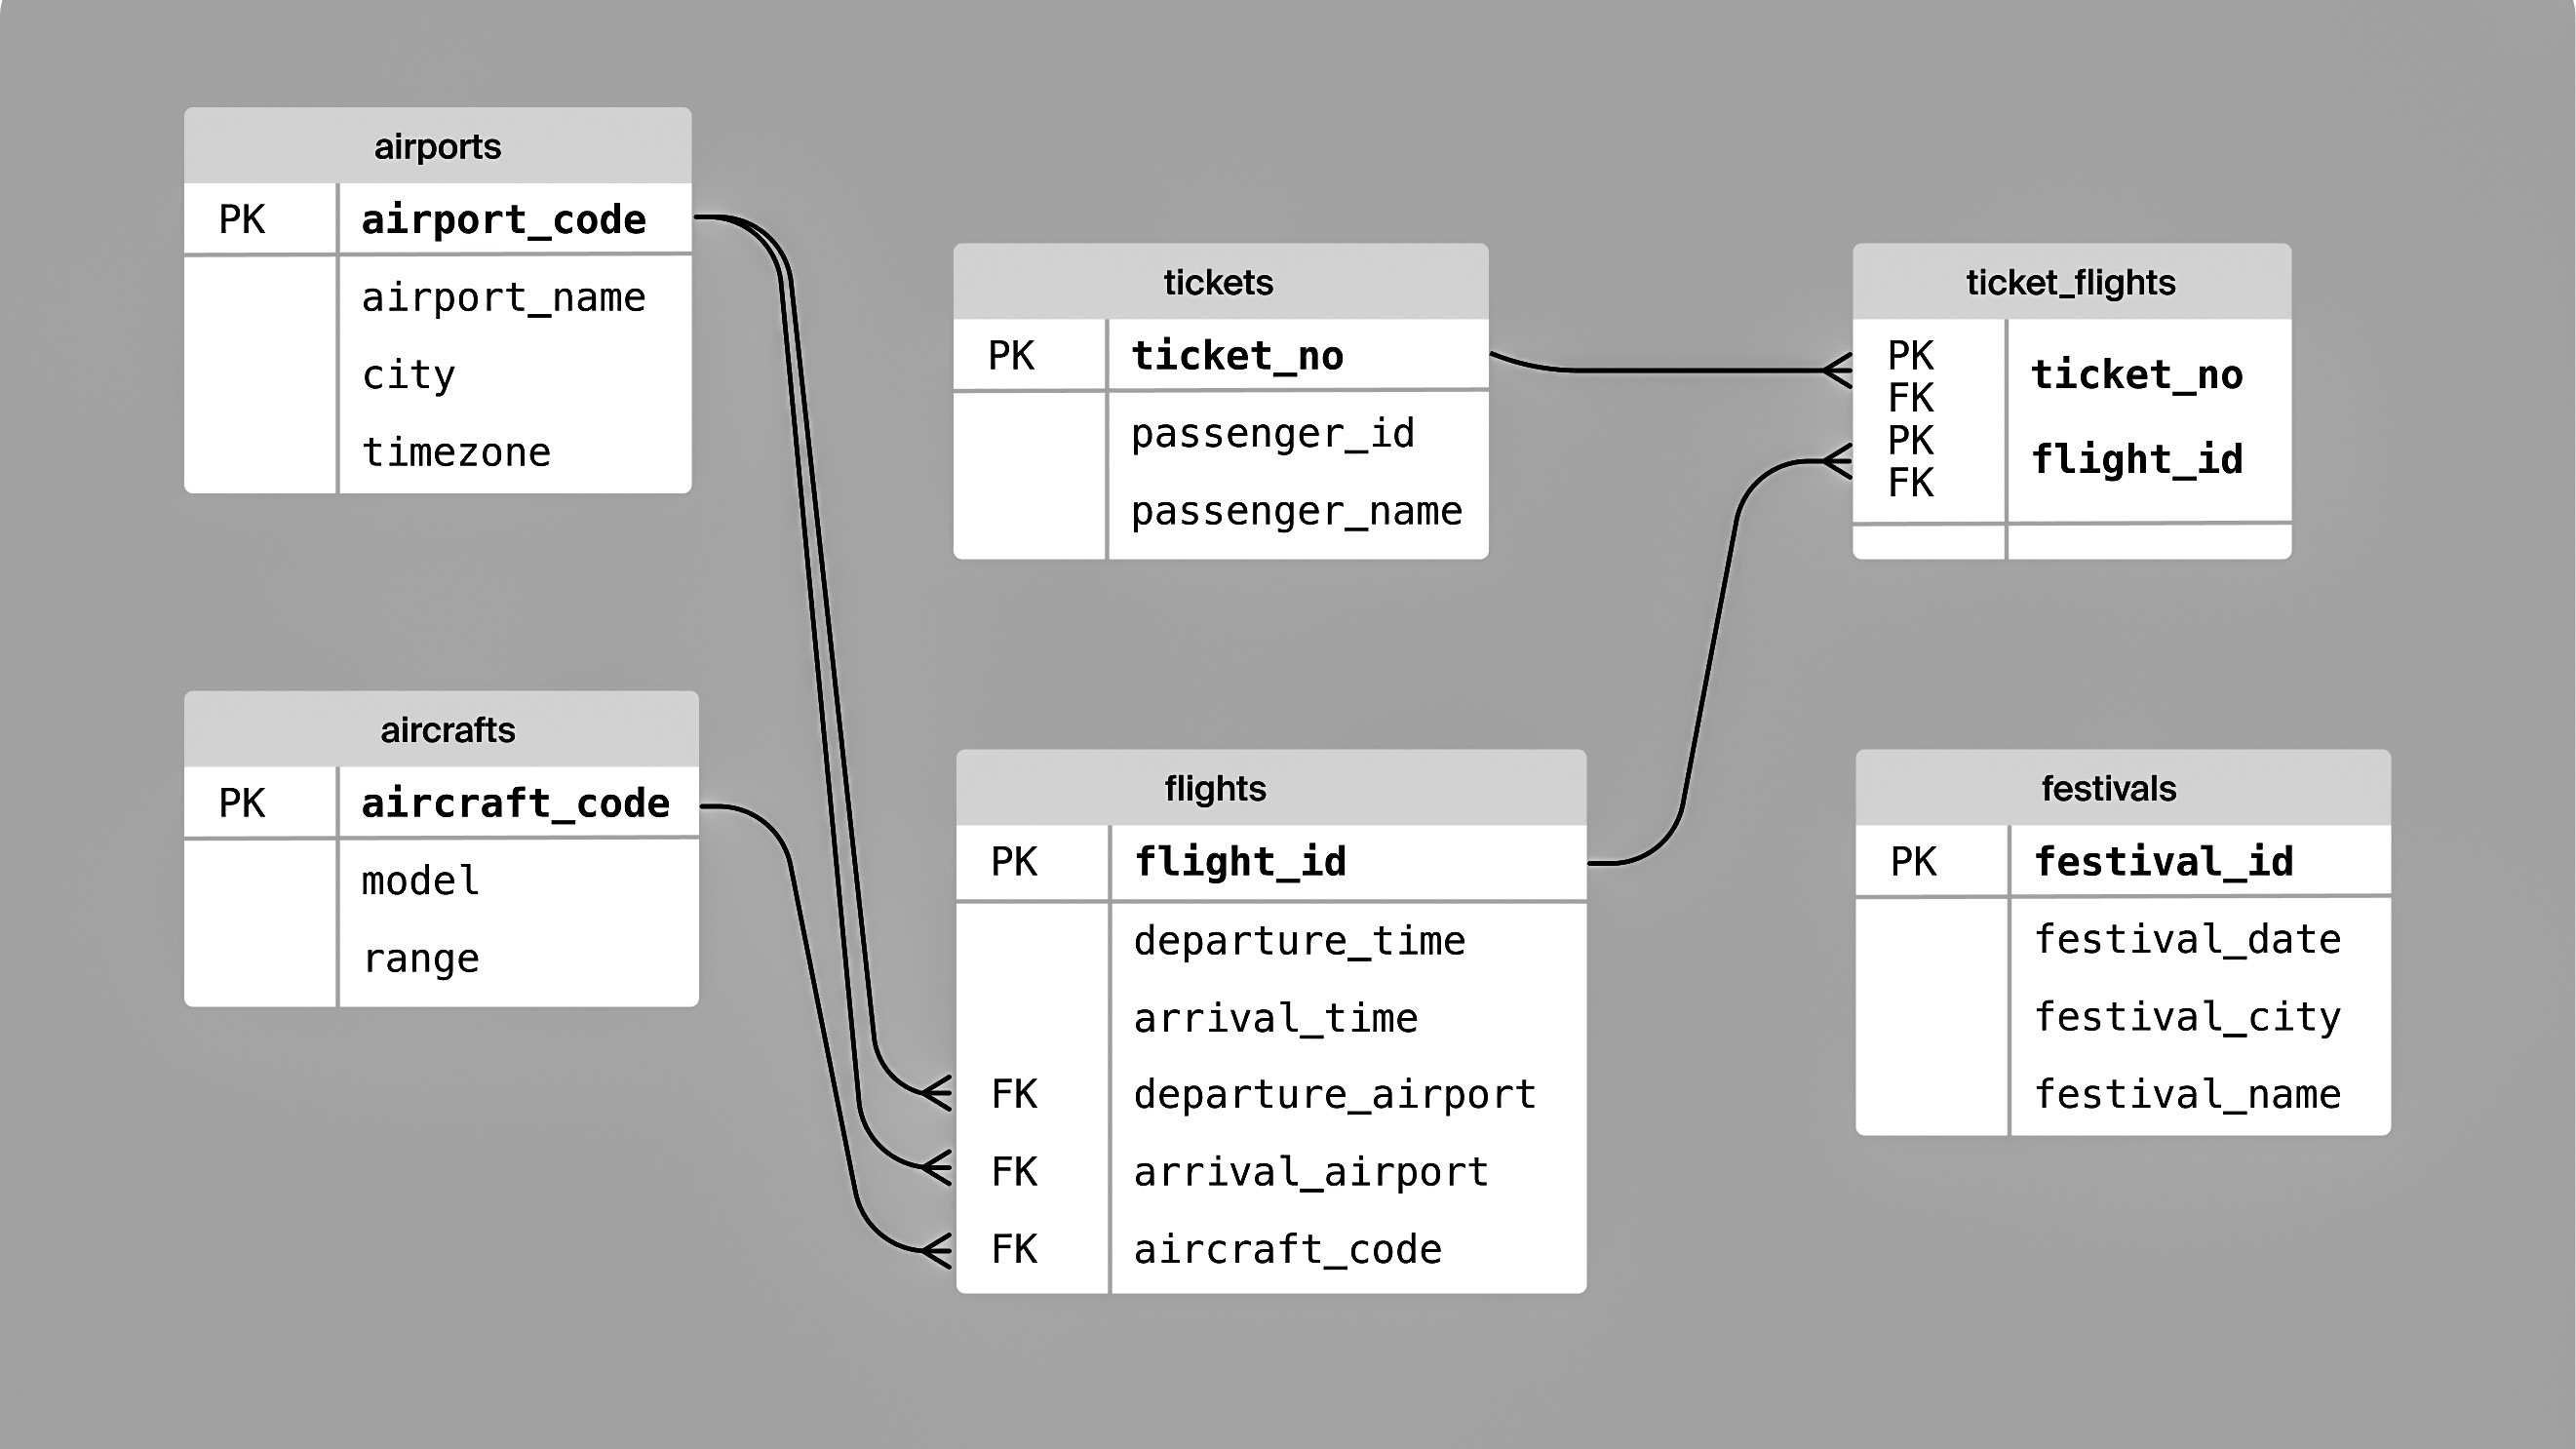 airports
PK airport_code
airport_name
city
timezone
aircrafts
PK aircraft_code
model
range
tickets
PK ticket_no
passenger_id
passenger_name
flights
PK flight_id
departure_time
arrival_time
FK departure_airport
FK arrival_airport
FK aircraft_code
ticket_flights
PK
FK ticket_no
PK
FK flight_id
festivals
PK festival_id
festival_date
festival_city
festival_name